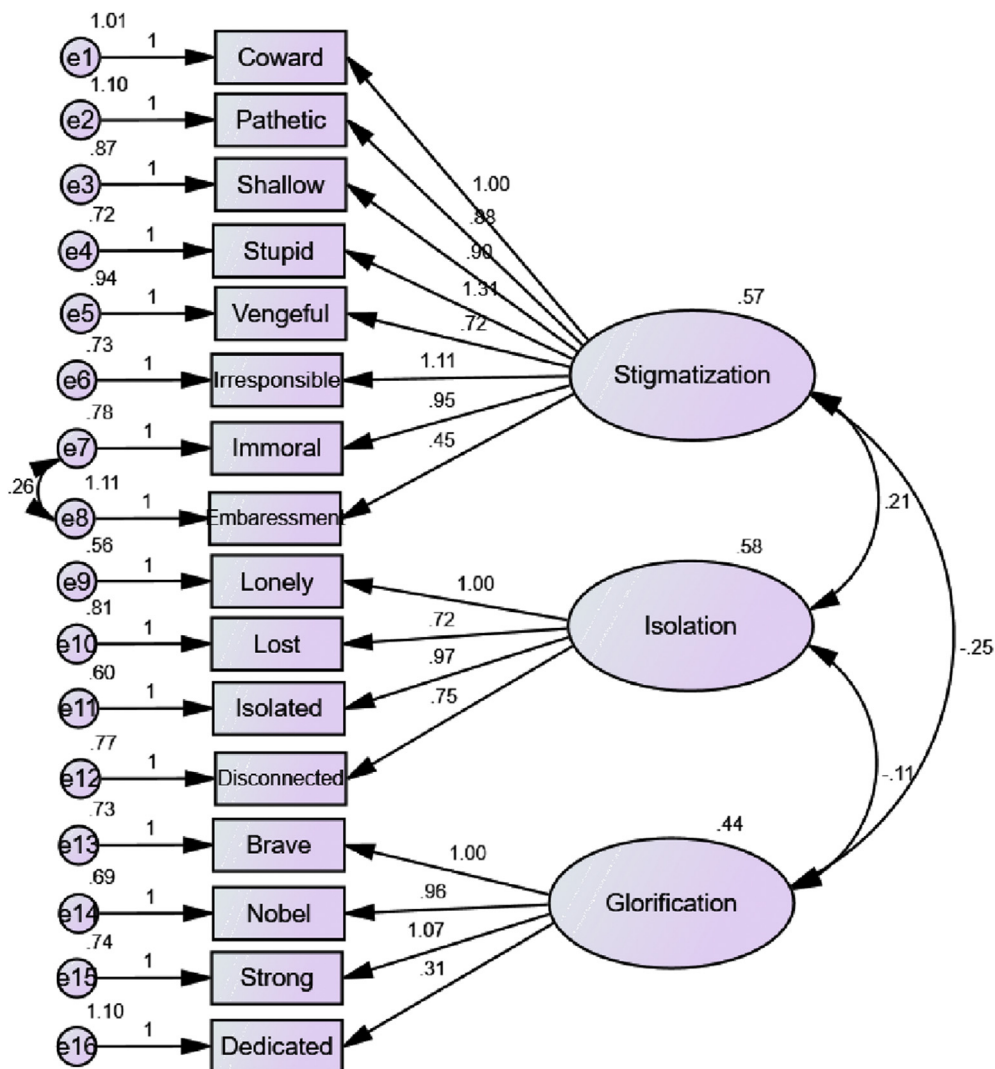 1.01
e1 1 Coward
1.10
e2 1 Pathetic
.87
e3 1 Shallow
1.00
.72
.88
e4 1 Stupid
.90
.94
1.31
.57
e5 1 Vengeful
.72
.73
Stigmatization
e6 1 Irresponsible
1.11
.78
.95
e7 1 Immoral
.45
.26
1.11
.21
e8 1 Embaressment
.56
.58
e9 1 Lonely
1.00
.81
.72
Isolation
e10 1 Lost
.97
-.25
.60
.75
e11 1 Isolated
.77
e12 1 Disconnected
-.11
.73
.44
e13 1 Brave
1.00
.69
.96
Glorification
e14 1 Nobel
1.07
.74
.31
e15 1 Strong
1.10
e16 1 Dedicated